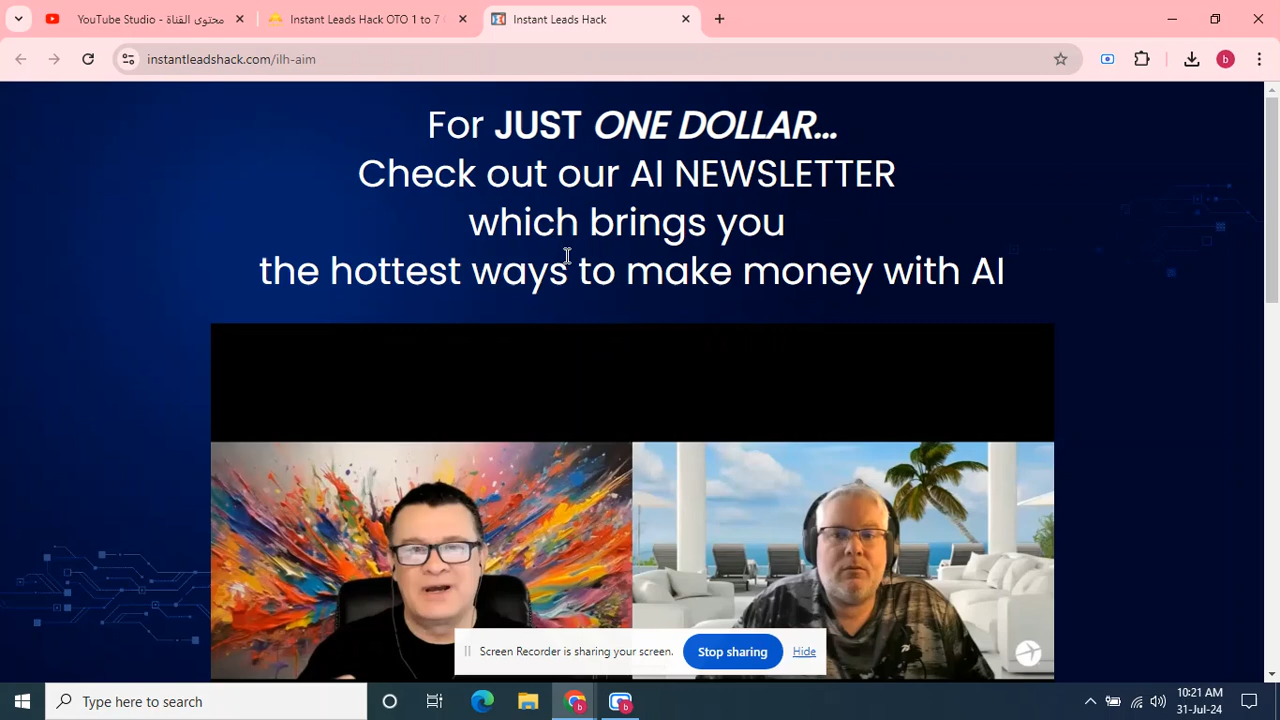 YouTube Studio - محتوى القناة
Instant Leads Hack OTO 1 to 7
Instant Leads Hack
instantleadshack.com/ilh-aim
b
For JUST ONE DOLLAR...
Check out our AI NEWSLETTER
which brings you
the hottest ways to make money with AI
Screen Recorder is sharing your screen.
Stop sharing
Hide
Type here to search
b
b
10:21 AM
31-Jul-24